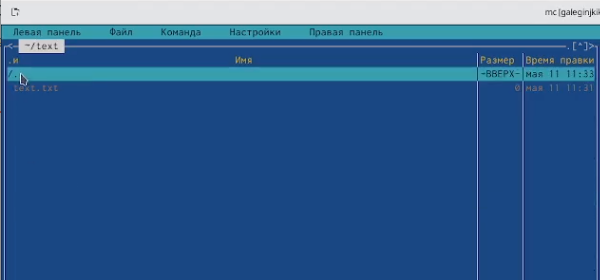 mc [galeginjkik
Левая панель Файл Команда Настройки Правая панель
<- ~/text .[^]>
.и Имя Размер Время правки
/. -ВВЕРХ- мая 11 11:33
text.txt 0 мая 11 11:31